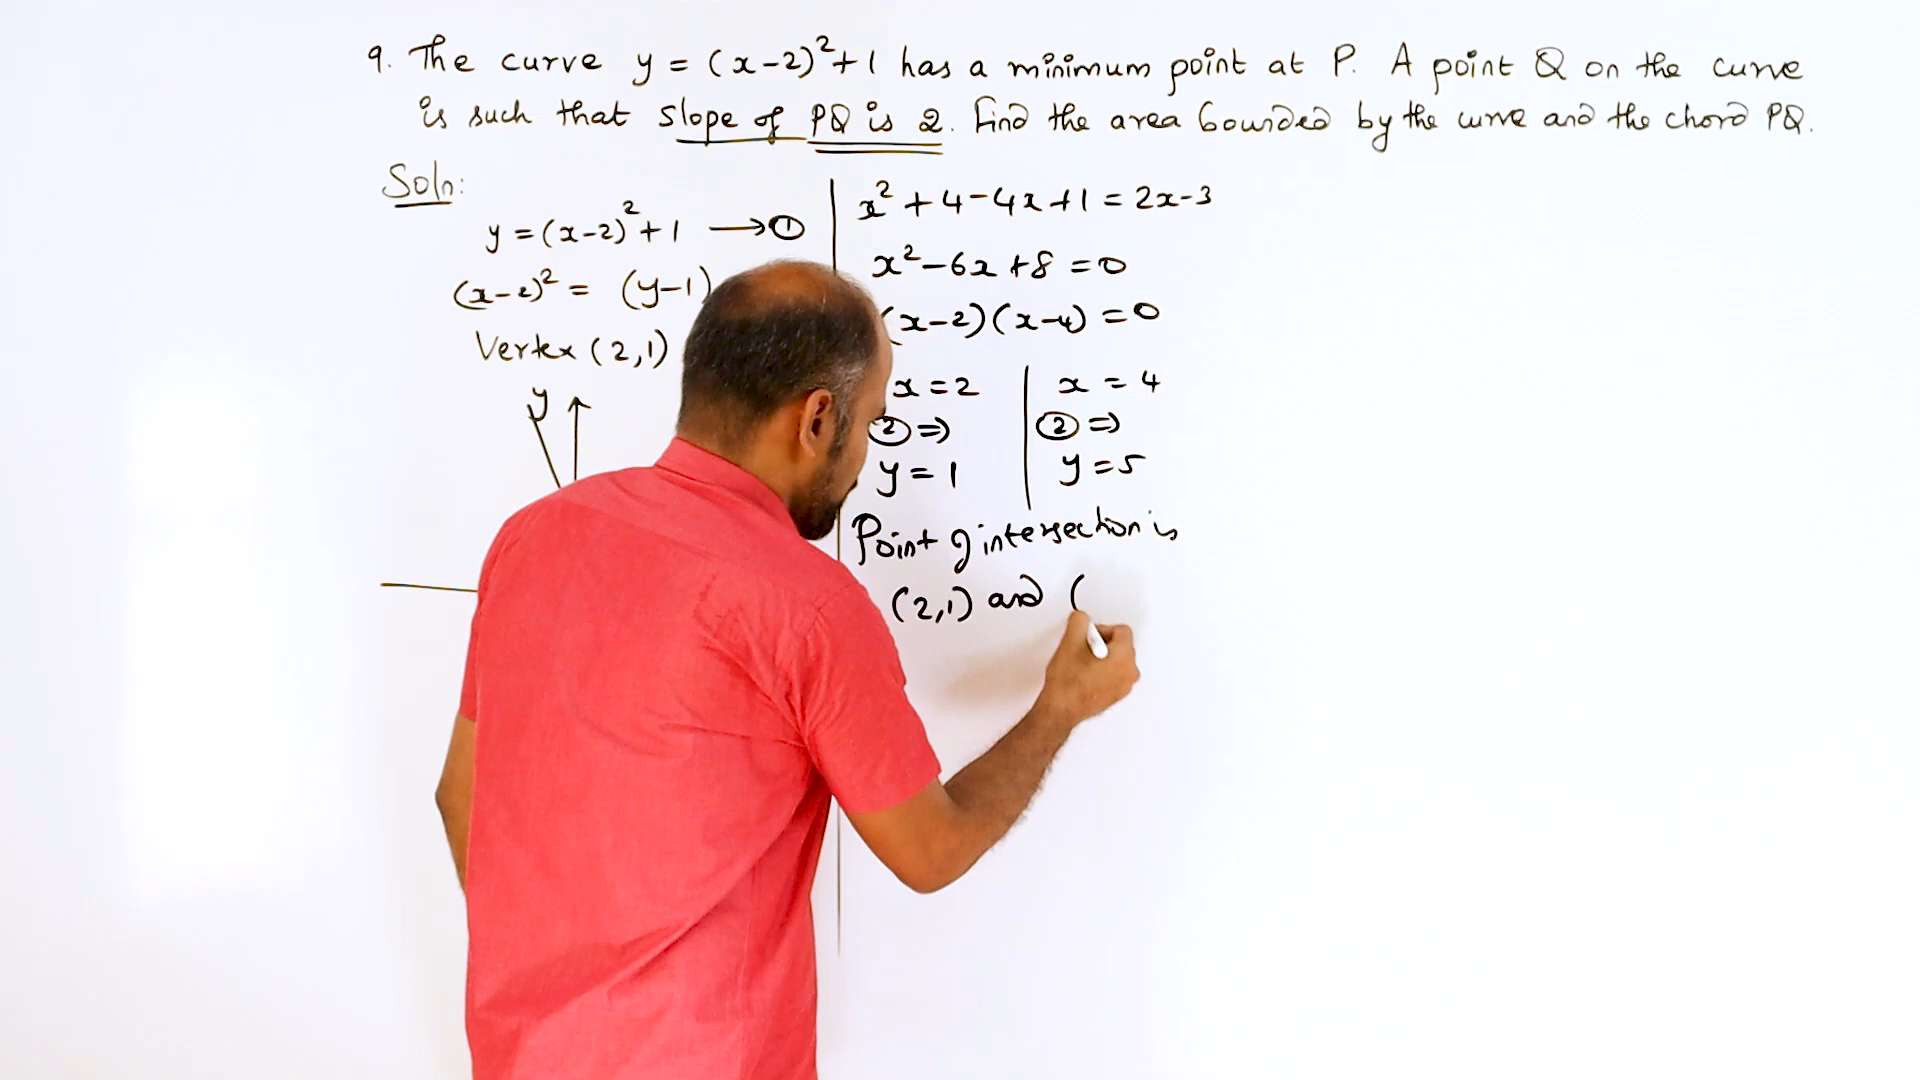 9. The curve y = (x-2)²+1 has a minimum point at P. A point Q on the curve
is such that slope of PQ is 2. Find the area bounded by the curve and the chord PQ.
Soln:
y = (x-2)²+1 → ①
(x-2)² = (y-1)
Vertex (2,1)
y
x²+4-4x+1 = 2x-3
x²-6x+8 = 0
(x-2)(x-4) = 0
x = 2
② ⇒
y = 1
x = 4
② ⇒
y = 5
Point of intersection is
(2,1) and (